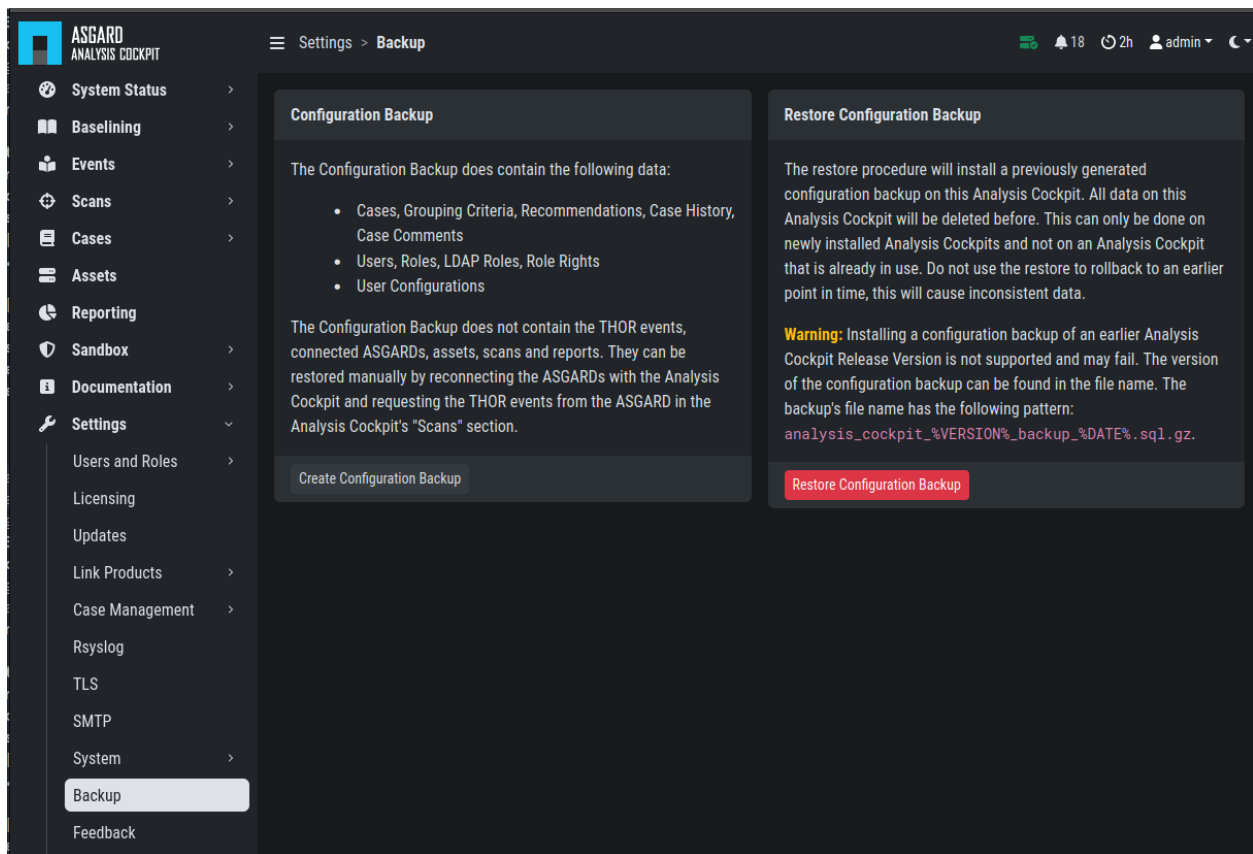 ASGARD
ANALYSIS COCKPIT
Settings > Backup
18
2h
admin
System Status
Baselining
Events
Scans
Cases
Assets
Reporting
Sandbox
Documentation
Settings
Users and Roles
Licensing
Updates
Link Products
Case Management
Rsyslog
TLS
SMTP
System
Backup
Feedback
Configuration Backup
The Configuration Backup does contain the following data:
• Cases, Grouping Criteria, Recommendations, Case History,
Case Comments
• Users, Roles, LDAP Roles, Role Rights
• User Configurations
The Configuration Backup does not contain the THOR events,
connected ASGARDs, assets, scans and reports. They can be
restored manually by reconnecting the ASGARDs with the Analysis
Cockpit and requesting the THOR events from the ASGARD in the
Analysis Cockpit's "Scans" section.
Create Configuration Backup
Restore Configuration Backup
The restore procedure will install a previously generated
configuration backup on this Analysis Cockpit. All data on this
Analysis Cockpit will be deleted before. This can only be done on
newly installed Analysis Cockpits and not on an Analysis Cockpit
that is already in use. Do not use the restore to rollback to an earlier
point in time, this will cause inconsistent data.
Warning: Installing a configuration backup of an earlier Analysis
Cockpit Release Version is not supported and may fail. The version
of the configuration backup can be found in the file name. The
backup's file name has the following pattern:
analysis_cockpit_%VERSION%_backup_%DATE%.sql.gz.
Restore Configuration Backup